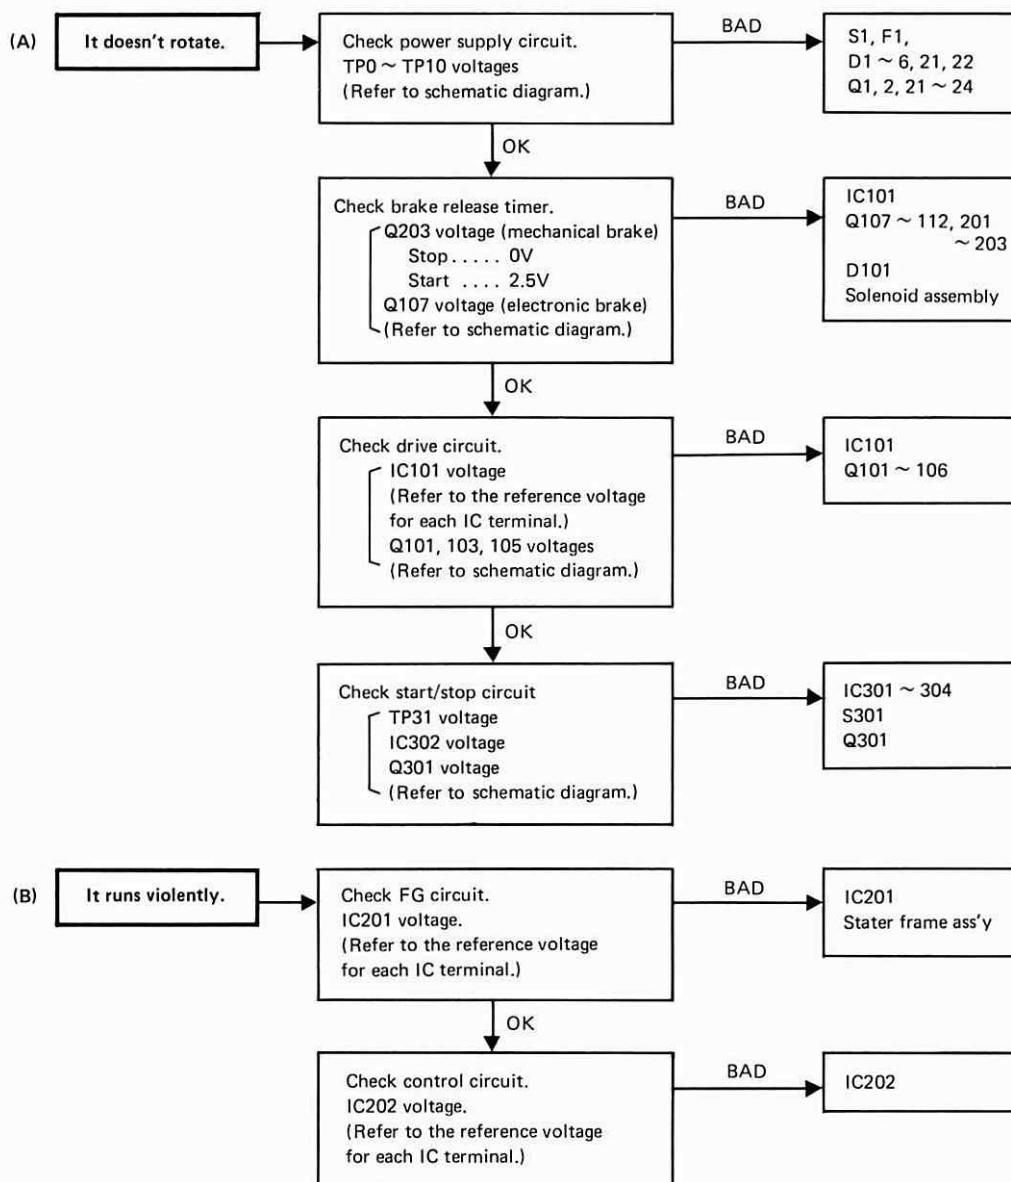 (A)
It doesn't rotate.
Check power supply circuit.
TP0 ~ TP10 voltages
(Refer to schematic diagram.)
BAD
S1, F1,
D1 ~ 6, 21, 22
Q1, 2, 21 ~ 24
OK
Check brake release timer.
Q203 voltage (mechanical brake)
Stop ..... 0V
Start .... 2.5V
Q107 voltage (electronic brake)
(Refer to schematic diagram.)
BAD
IC101
Q107 ~ 112, 201
~ 203
D101
Solenoid assembly
OK
Check drive circuit.
IC101 voltage
(Refer to the reference voltage
for each IC terminal.)
Q101, 103, 105 voltages
(Refer to schematic diagram.)
BAD
IC101
Q101 ~ 106
OK
Check start/stop circuit
TP31 voltage
IC302 voltage
Q301 voltage
(Refer to schematic diagram.)
BAD
IC301 ~ 304
S301
Q301
(B)
It runs violently.
Check FG circuit.
IC201 voltage.
(Refer to the reference voltage
for each IC terminal.)
BAD
IC201
Stater frame ass'y
OK
Check control circuit.
IC202 voltage.
(Refer to the reference voltage
for each IC terminal.)
BAD
IC202